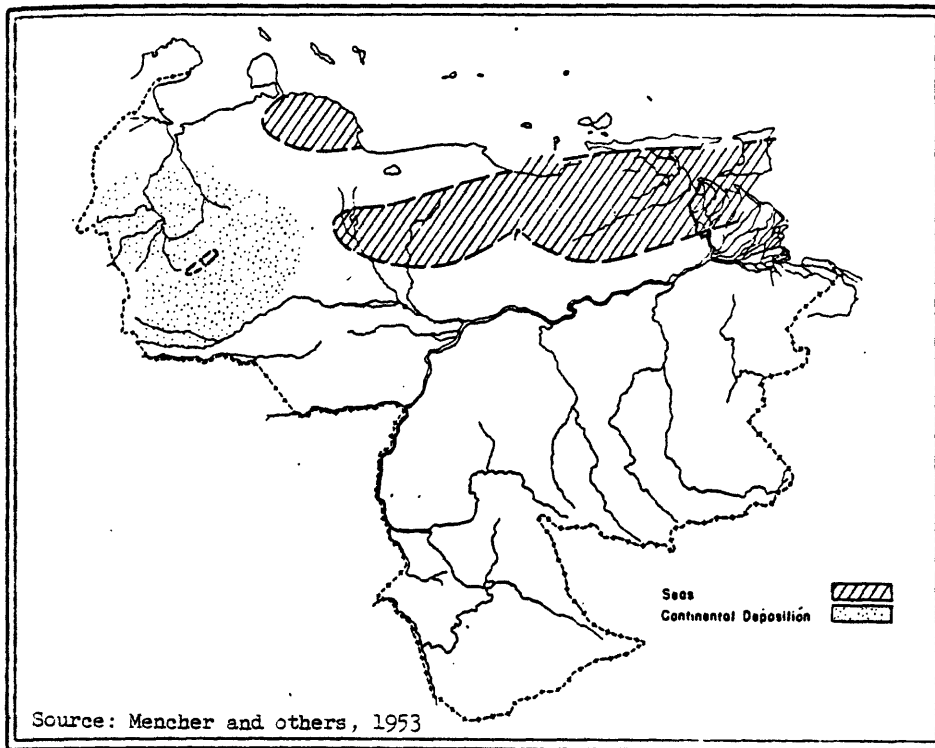 Seas
Continental Deposition
Source: Mencher and others, 1953